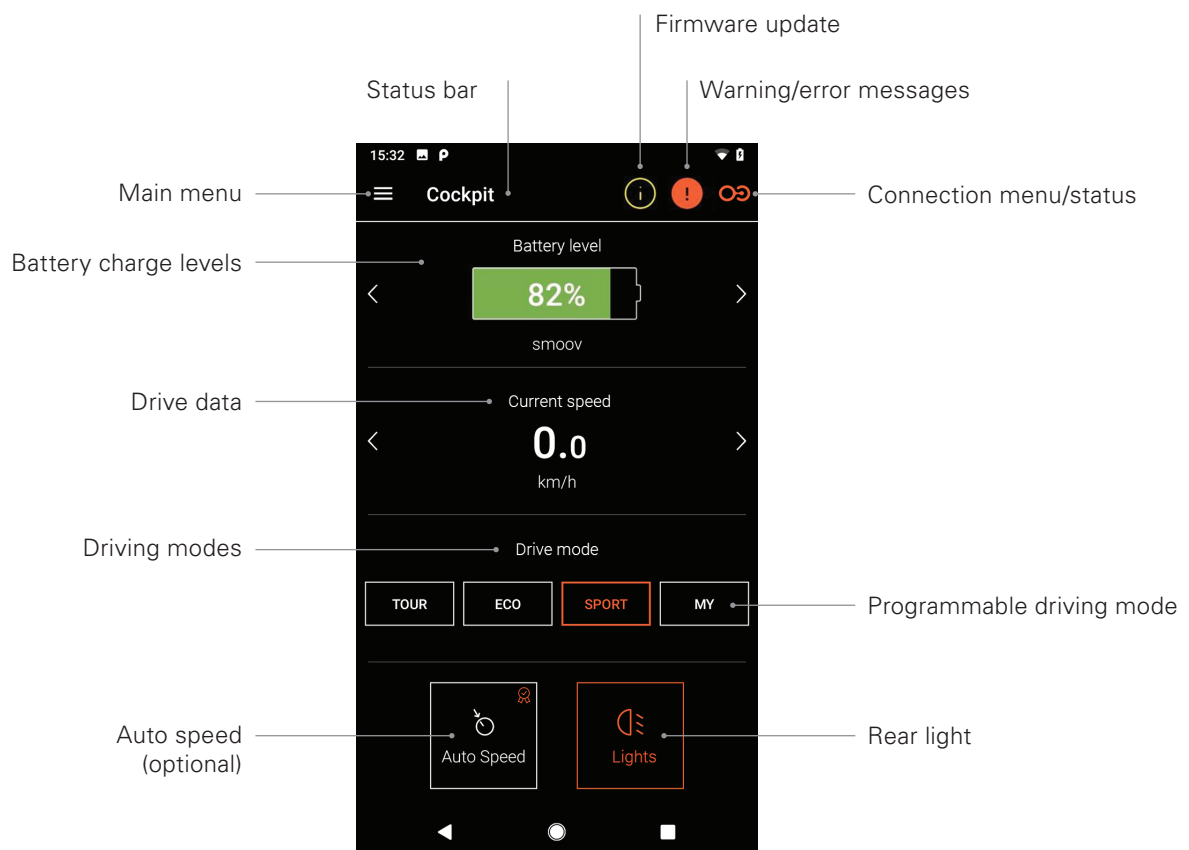 Firmware update
Status bar
Warning/error messages
15:32
Main menu
Cockpit
i
!
Connection menu/status
Battery level
Battery charge levels
82%
smoov
Drive data
Current speed
0.0
km/h
Driving modes
Drive mode
TOUR
ECO
SPORT
MY
Programmable driving mode
Auto speed
(optional)
Auto Speed
Lights
Rear light